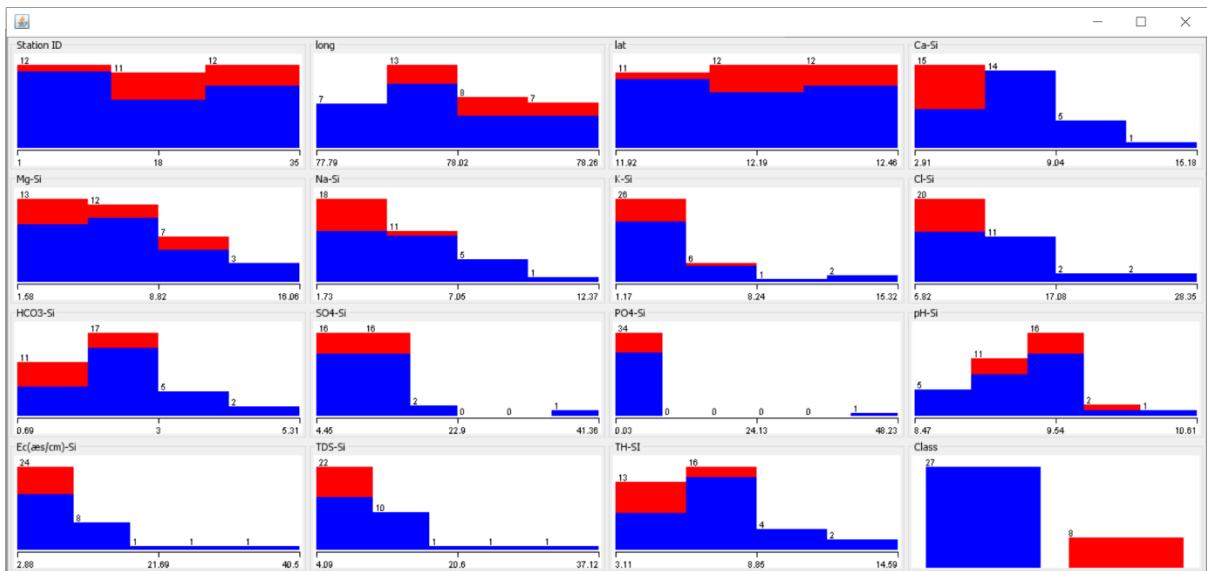 Station ID long lat Ca-Si
12 11 12
7 13 8 7
11 12 12
15 14 5 1
1 18 35
77.79 78.02 78.26
11.92 12.19 12.46
2.91 9.04 15.18
Mg-Si Na-Si K-Si Cl-Si
13 12 7 3
18 11 5 1
26 6 1 2
20 11 2 2
1.58 8.82 16.06
1.73 7.05 12.37
1.17 8.24 15.32
5.82 17.08 28.35
HCO3-Si SO4-Si PO4-Si pH-Si
11 17 5 2
16 16 2 0 0 1
34 0 0 0 0 1
5 11 16 2 1
0.69 3 5.31
4.45 22.9 41.36
0.03 24.13 48.23
8.47 9.54 10.61
Ec(æs/cm)-Si TDS-Si TH-SI Class
24 8 1 1 1
22 10 1 1 1
13 16 4 2
27 8
2.88 21.69 40.5
4.09 20.6 37.12
3.11 8.85 14.59